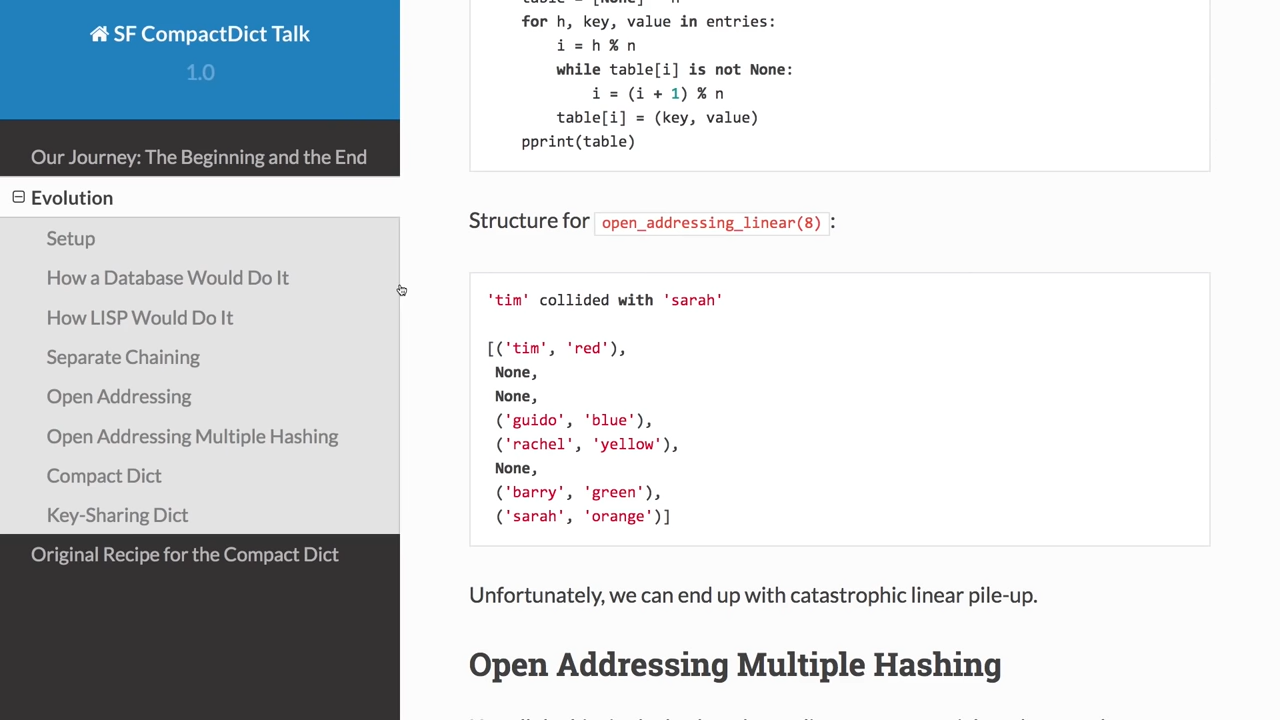 SF CompactDict Talk
1.0
Our Journey: The Beginning and the End
Evolution
Setup
How a Database Would Do It
How LISP Would Do It
Separate Chaining
Open Addressing
Open Addressing Multiple Hashing
Compact Dict
Key-Sharing Dict
Original Recipe for the Compact Dict
for h, key, value in entries:
i = h % n
while table[i] is not None:
i = (i + 1) % n
table[i] = (key, value)
pprint(table)
Structure for open_addressing_linear(8):
'tim' collided with 'sarah'
[('tim', 'red'),
None,
None,
('guido', 'blue'),
('rachel', 'yellow'),
None,
('barry', 'green'),
('sarah', 'orange')]
Unfortunately, we can end up with catastrophic linear pile-up.
Open Addressing Multiple Hashing